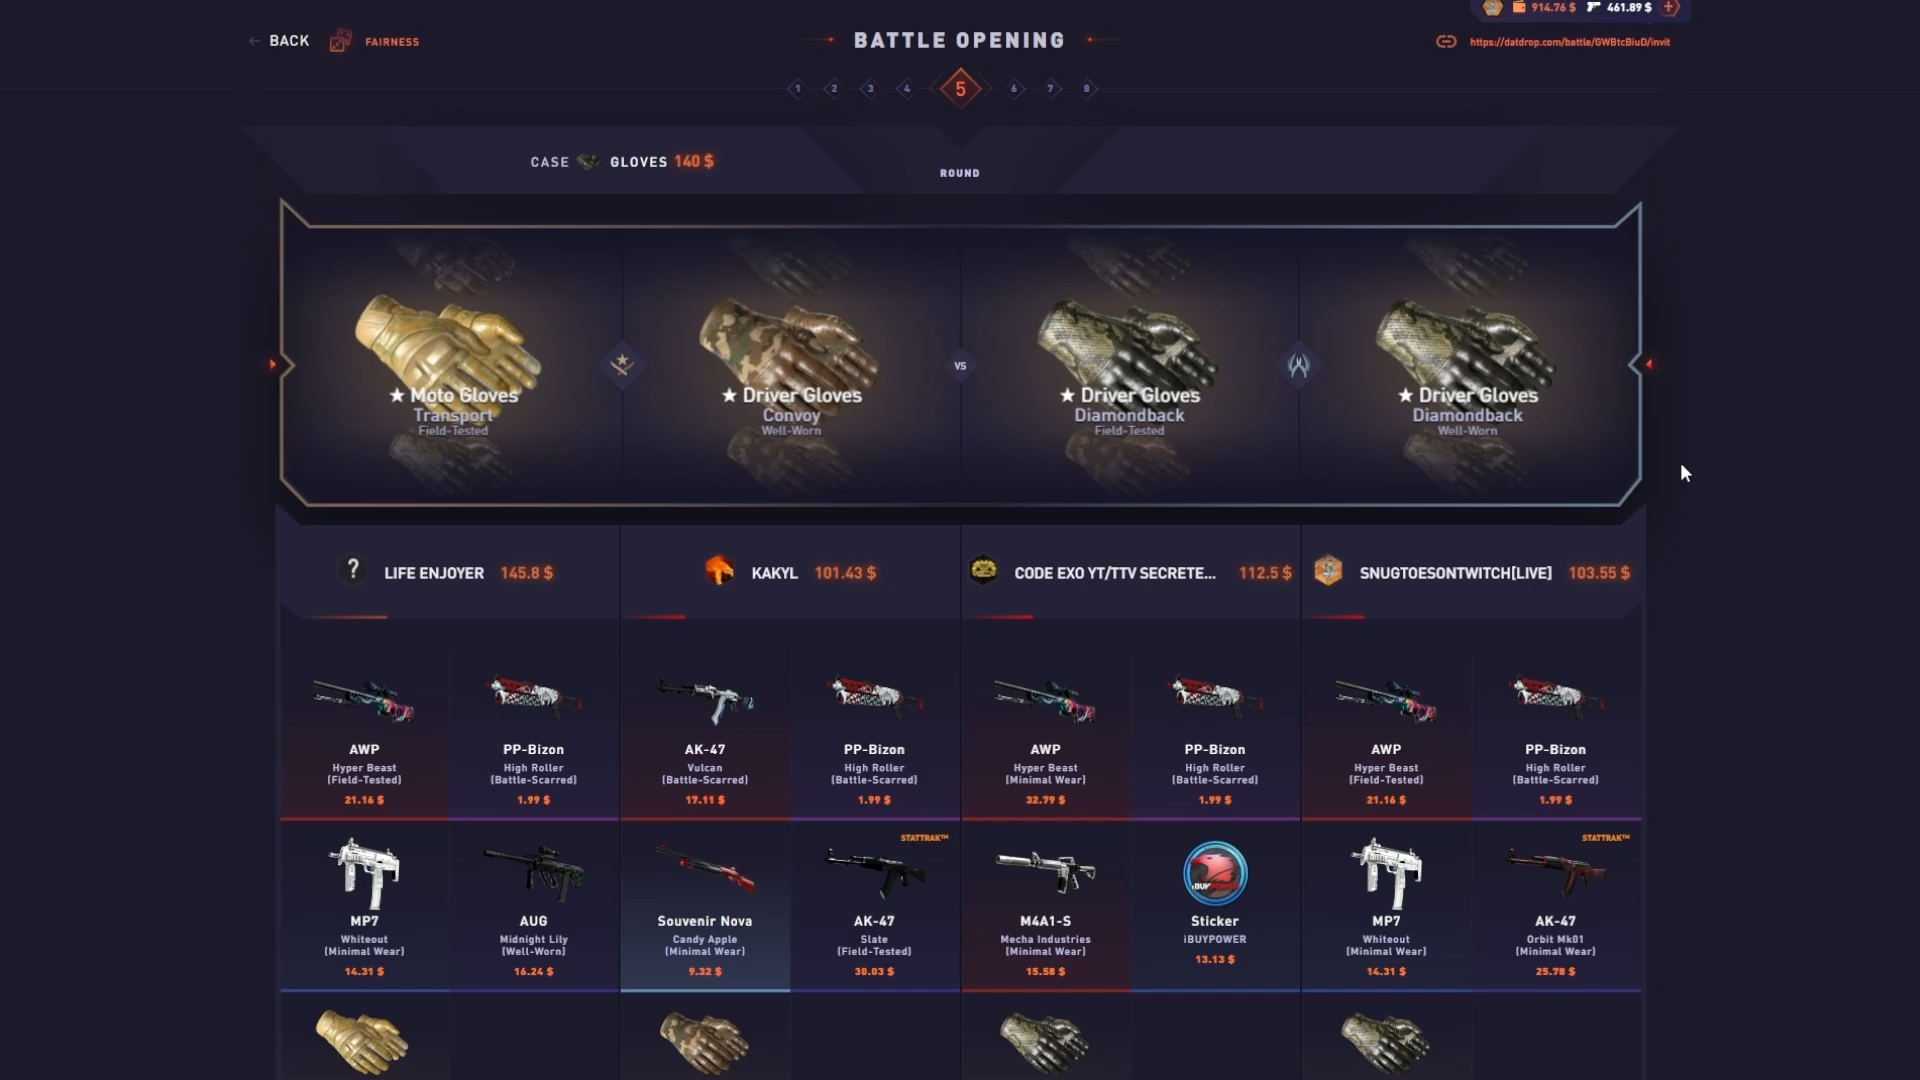 914.76 $ 461.89 $
BACK FAIRNESS
BATTLE OPENING
https://datdrop.com/battle/GWBtcBiuD/invit
1 2 3 4 5 6 7 8
CASE GLOVES 140 $
ROUND
★ Moto Gloves
Transport
Field-Tested
★ Driver Gloves
Convoy
Well-Worn
VS
★ Driver Gloves
Diamondback
Field-Tested
★ Driver Gloves
Diamondback
Well-Worn
? LIFE ENJOYER 145.8 $
KAKYL 101.43 $
CODE EXO YT/TTV SECRETE... 112.5 $
SNUGTOESONTWITCH[LIVE] 103.55 $
AWP
Hyper Beast
(Field-Tested)
21.16 $
PP-Bizon
High Roller
(Battle-Scarred)
1.99 $
AK-47
Vulcan
(Battle-Scarred)
17.11 $
PP-Bizon
High Roller
(Battle-Scarred)
1.99 $
AWP
Hyper Beast
(Minimal Wear)
32.79 $
PP-Bizon
High Roller
(Battle-Scarred)
1.99 $
AWP
Hyper Beast
(Field-Tested)
21.16 $
PP-Bizon
High Roller
(Battle-Scarred)
1.99 $
MP7
Whiteout
(Minimal Wear)
14.31 $
AUG
Midnight Lily
(Well-Worn)
16.24 $
Souvenir Nova
Candy Apple
(Minimal Wear)
9.32 $
STATTRAK™
AK-47
Slate
(Field-Tested)
30.03 $
M4A1-S
Mecha Industries
(Minimal Wear)
15.58 $
iBUYPOWER
Sticker
iBUYPOWER
13.13 $
MP7
Whiteout
(Minimal Wear)
14.31 $
STATTRAK™
AK-47
Orbit Mk01
(Minimal Wear)
25.78 $